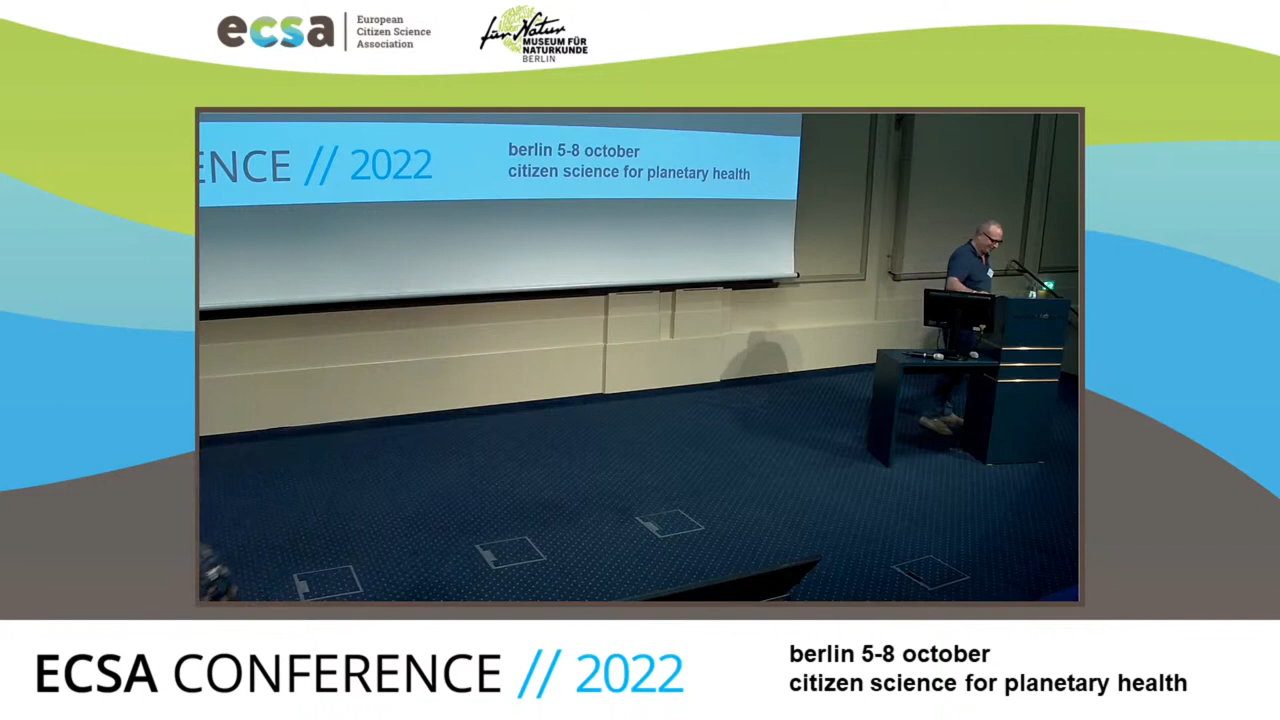 ecsa
European
Citizen Science
Association
für Natur
MUSEUM FÜR
NATURKUNDE
BERLIN
ENCE // 2022
berlin 5-8 october
citizen science for planetary health
ECSA CONFERENCE // 2022
berlin 5-8 october
citizen science for planetary health